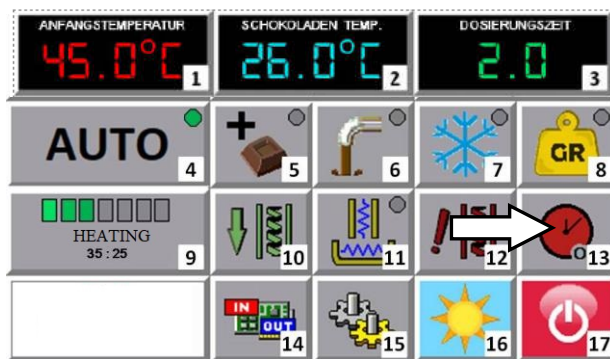 ANFANGSTEMPERATUR
45.0°C
1
SCHOKOLADEN TEMP.
26.0°C
2
DOSIERUNGSZEIT
2.0
3
AUTO
4
+
5
6
7
GR
8
HEATING
35:25
9
10
11
!
12
O
13
IN
OUT
14
15
16
17